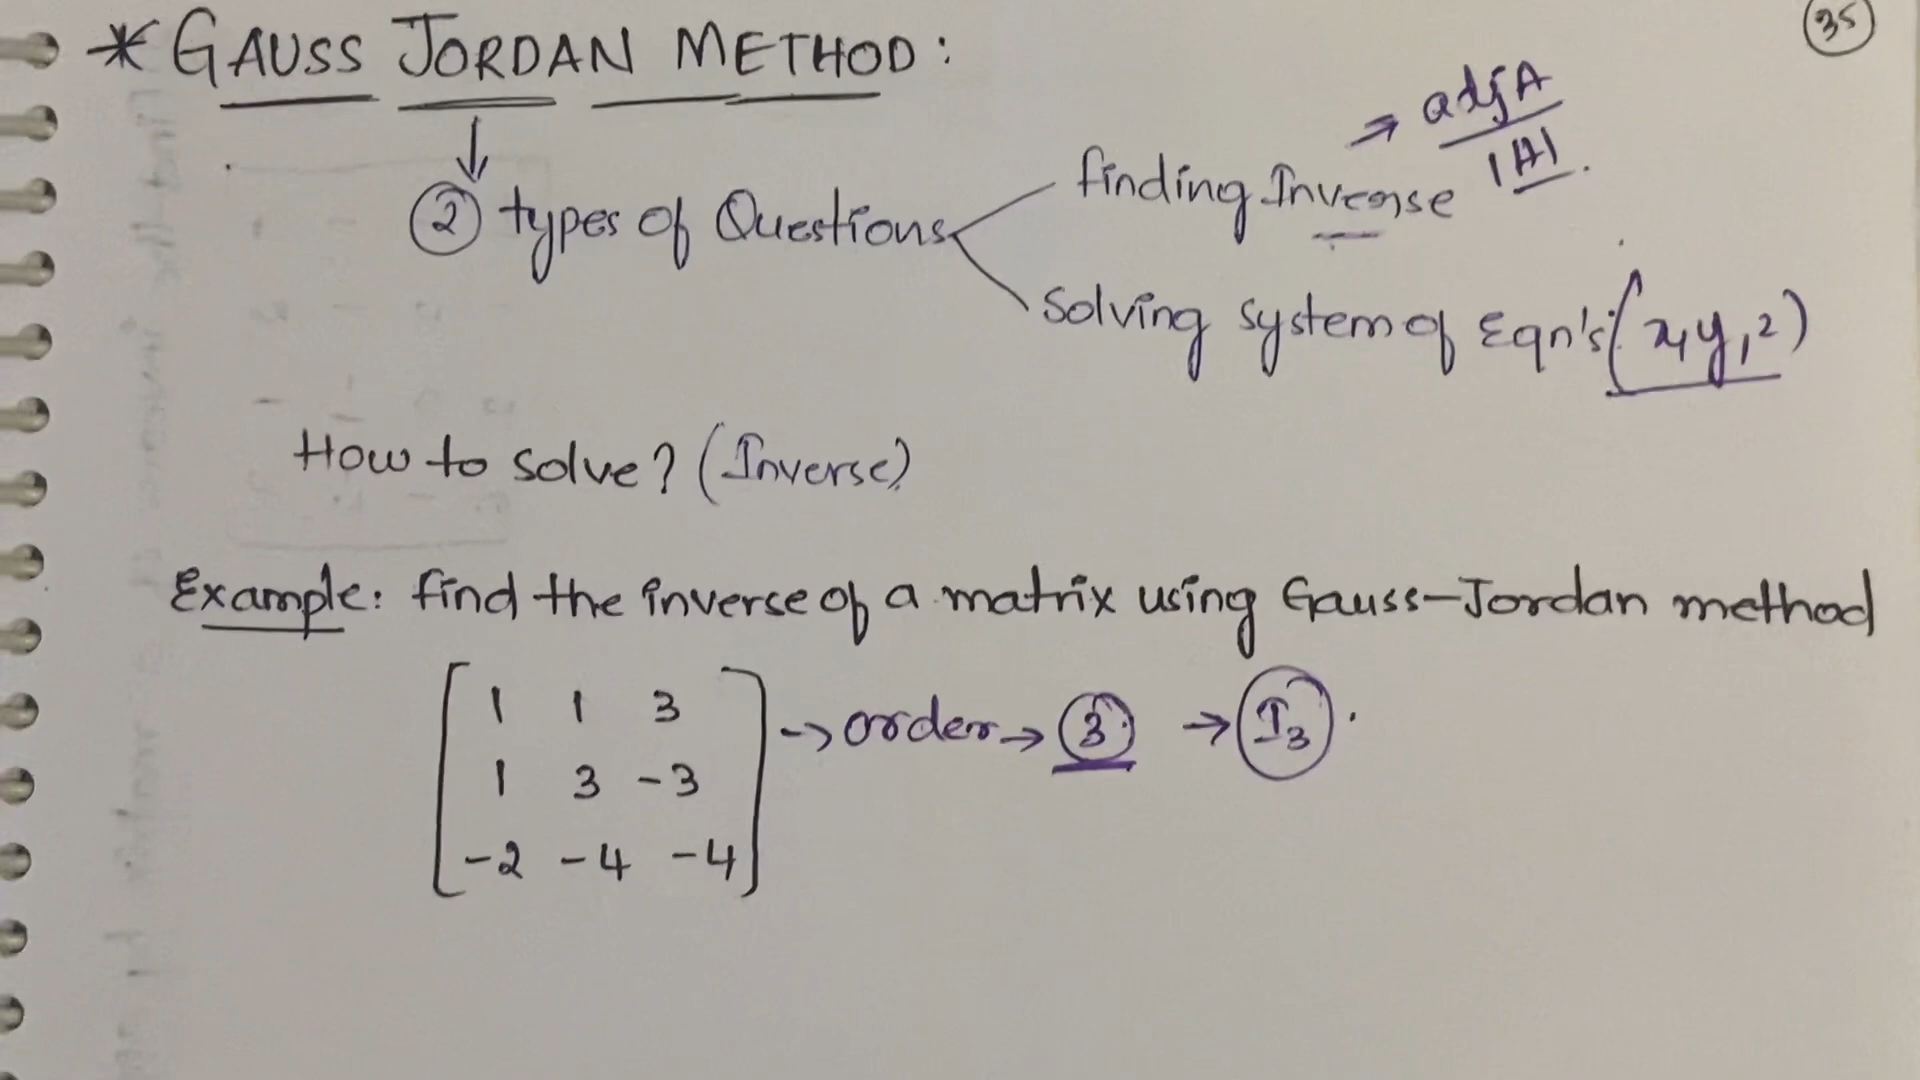 35
* GAUSS JORDAN METHOD:
→ adjA / |A|.
② types of Questions
finding Inverse
Solving system of Eqn's (x,y,z)
How to solve? (Inverse)
Example: find the inverse of a matrix using Gauss-Jordan method
1 1 3
→ order → ③ → I₃.
1 3 -3
-2 -4 -4